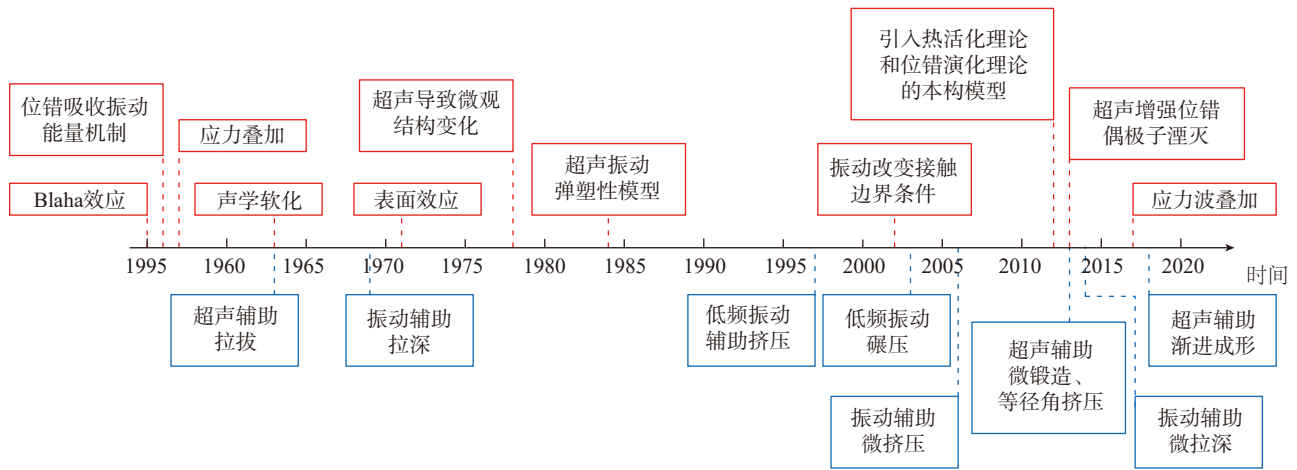 引入热活化理论
和位错演化理论
的本构模型
位错吸收振动
能量机制
应力叠加
超声导致微观
结构变化
超声增强位错
偶极子湮灭
超声振动
弹塑性模型
振动改变接触
边界条件
Blaha效应
声学软化
表面效应
应力波叠加
1995 1960 1965 1970 1975 1980 1985 1990 1995 2000 2005 2010 2015 2020
时间
超声辅助
拉拔
振动辅助
拉深
低频振动
辅助挤压
低频振动
碾压
超声辅助
微锻造、
等径角挤压
超声辅助
渐进成形
振动辅助
微挤压
振动辅助
微拉深